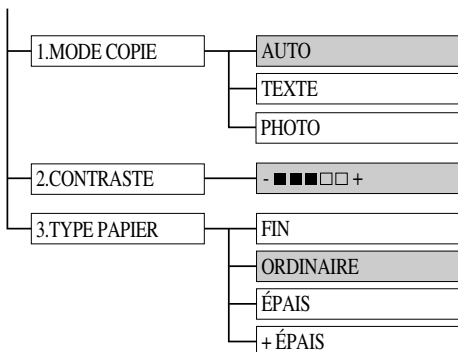 1.MODE COPIE
AUTO
TEXTE
PHOTO
2.CONTRASTE
- ■■■□□ +
3.TYPE PAPIER
FIN
ORDINAIRE
ÉPAIS
+ ÉPAIS